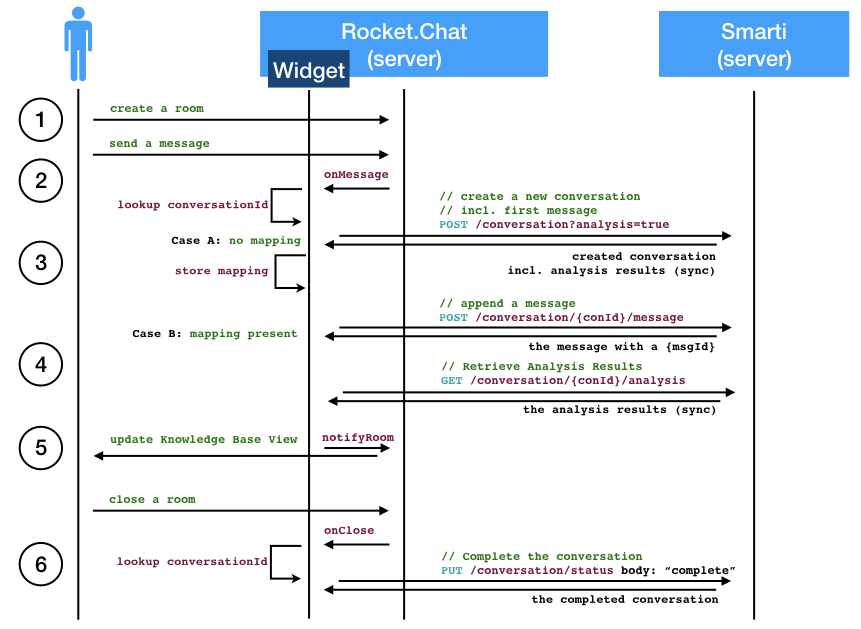 Rocket.Chat
(server)
Widget
Smarti
(server)
1
create a room
send a message
2
onMessage
lookup conversationId
// create a new conversation
// incl. first message
POST /conversation?analysis=true
Case A: no mapping
created conversation
incl. analysis results (sync)
3
store mapping
// append a message
POST /conversation/{conId}/message
Case B: mapping present
the message with a {msgId}
4
// Retrieve Analysis Results
GET /conversation/{conId}/analysis
the analysis results (sync)
5
update Knowledge Base View
notifyRoom
close a room
onClose
6
lookup conversationId
// Complete the conversation
PUT /conversation/status body: “complete”
the completed conversation